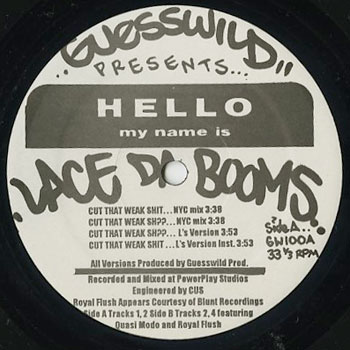 ..GUESSWILD,,
PRESENTS...
HELLO
my name is
LACE DA BOOMS.
CUT THAT WEAK SHIT...NYC mix 3:38
CUT THAT WEAK SH??...NYC mix 3:38
CUT THAT WEAK SH??...L's Version 3:53
CUT THAT WEAK SHIT ...L's Version Inst. 3:53
Side A...
GW100A
33 1/3 RPM
All Versions Produced by Guesswild Prod.
Recorded and Mixed at PowerPlay Studios
Engineered by CUS
Royal Flush Appears Courtesy of Blunt Recordings
Side A Tracks 1, 2 Side B Tracks 2, 4 featuring
Quasi Modo and Royal Flush